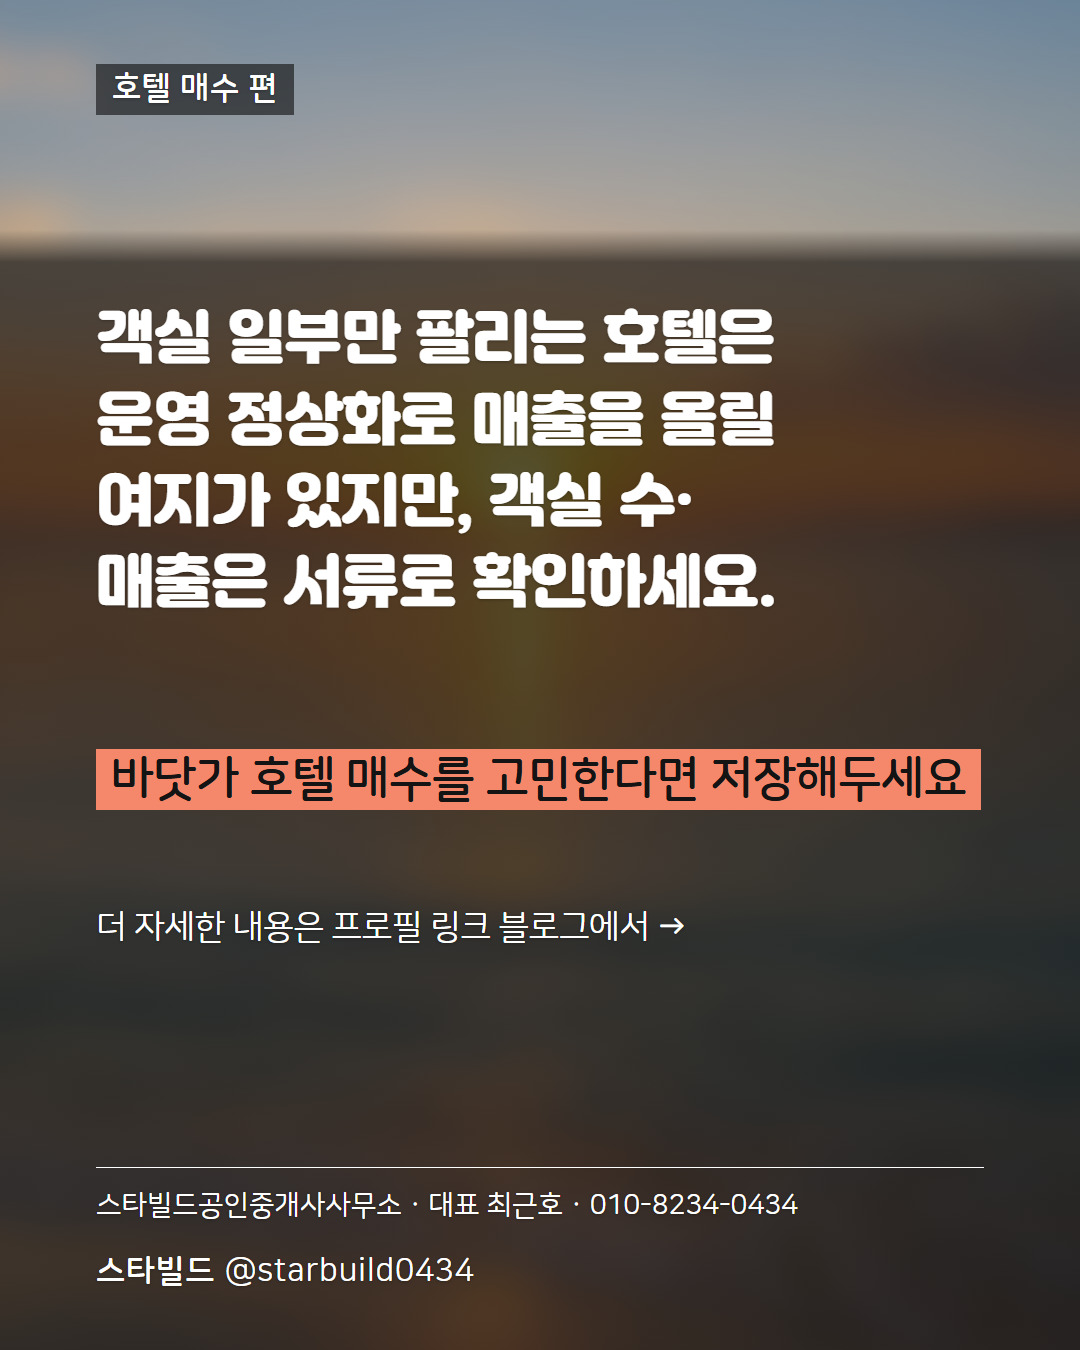 호텔 매수 편
객실 일부만 팔리는 호텔은
운영 정상화로 매출을 올릴
여지가 있지만, 객실 수·
매출은 서류로 확인하세요.
바닷가 호텔 매수를 고민한다면 저장해두세요
더 자세한 내용은 프로필 링크 블로그에서 →
스타빌드공인중개사사무소 · 대표 최근호 · 010-8234-0434
스타빌드 @starbuild0434